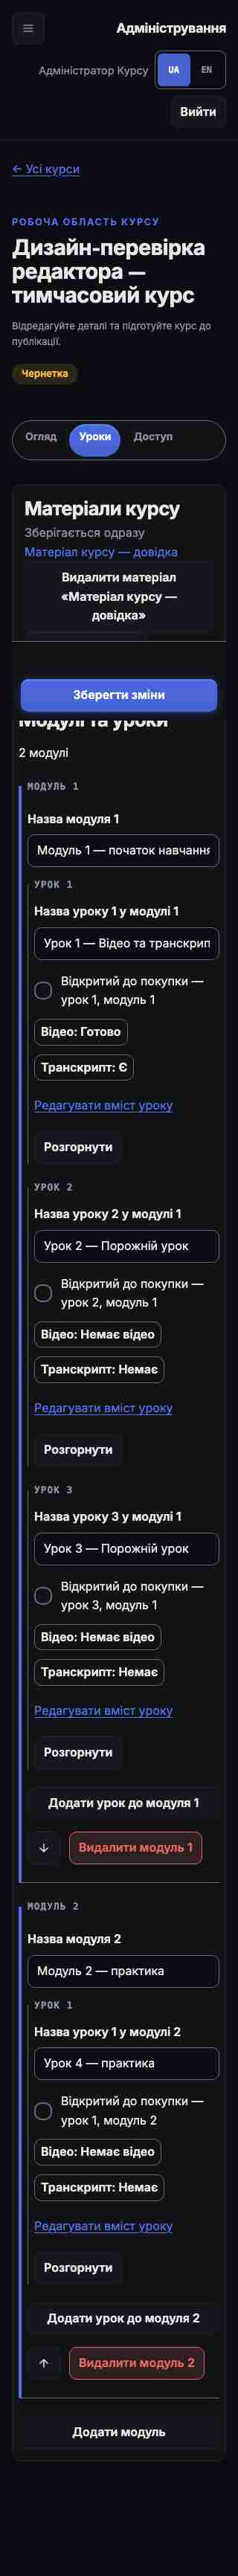 Адміністрування
Адміністратор Курсу
UA
EN
Вийти
← Усі курси
РОБОЧА ОБЛАСТЬ КУРСУ
Дизайн-перевірка
редактора —
тимчасовий курс
Відредагуйте деталі та підготуйте курс до
публікації.
Чернетка
Огляд
Уроки
Доступ
Матеріали курсу
Зберігається одразу
Матеріал курсу — довідка
Видалити матеріал
«Матеріал курсу —
довідка»
Зберегти зміни
Модулі та уроки
2 модулі
МОДУЛЬ 1
Назва модуля 1
Модуль 1 — початок навчання
УРОК 1
Назва уроку 1 у модулі 1
Урок 1 — Відео та транскрип
Відкритий до покупки —
урок 1, модуль 1
Відео: Готово
Транскрипт: Є
Редагувати вміст уроку
Розгорнути
УРОК 2
Назва уроку 2 у модулі 1
Урок 2 — Порожній урок
Відкритий до покупки —
урок 2, модуль 1
Відео: Немає відео
Транскрипт: Немає
Редагувати вміст уроку
Розгорнути
УРОК 3
Назва уроку 3 у модулі 1
Урок 3 — Порожній урок
Відкритий до покупки —
урок 3, модуль 1
Відео: Немає відео
Транскрипт: Немає
Редагувати вміст уроку
Розгорнути
Додати урок до модуля 1
↓
Видалити модуль 1
МОДУЛЬ 2
Назва модуля 2
Модуль 2 — практика
УРОК 1
Назва уроку 1 у модулі 2
Урок 4 — практика
Відкритий до покупки —
урок 1, модуль 2
Відео: Немає відео
Транскрипт: Немає
Редагувати вміст уроку
Розгорнути
Додати урок до модуля 2
↑
Видалити модуль 2
Додати модуль